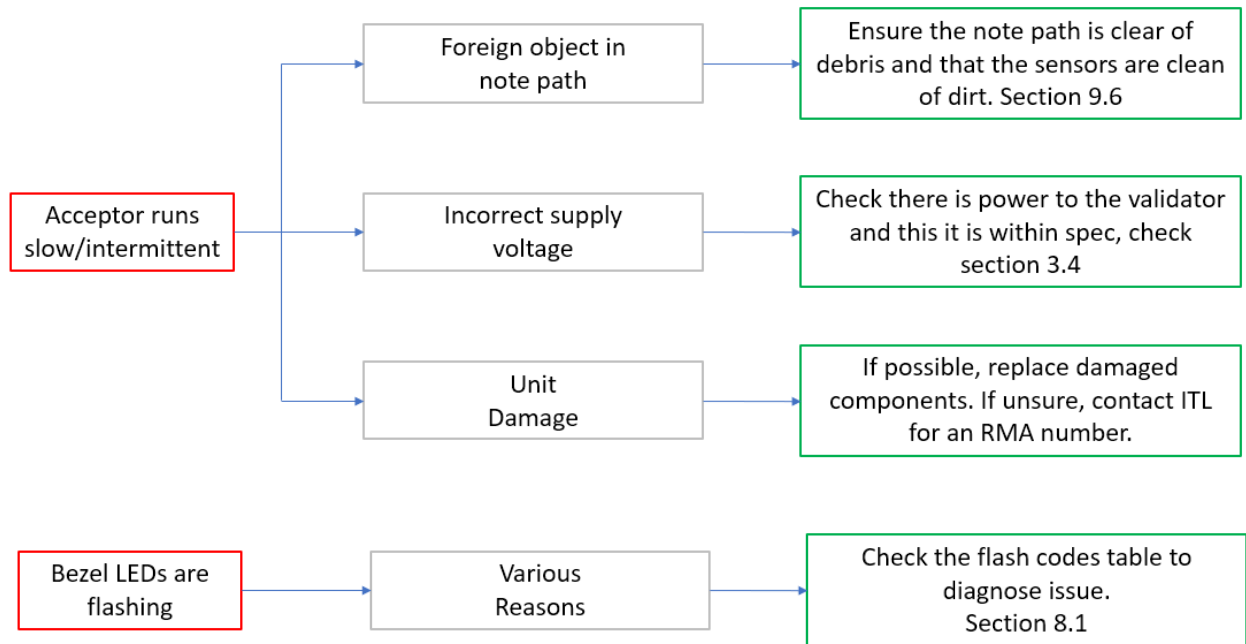 Foreign object in
note path
Ensure the note path is clear of
debris and that the sensors are clean
of dirt. Section 9.6
Acceptor runs
slow/intermittent
Incorrect supply
voltage
Check there is power to the validator
and this it is within spec, check
section 3.4
Unit
Damage
If possible, replace damaged
components. If unsure, contact ITL
for an RMA number.
Bezel LEDs are
flashing
Various
Reasons
Check the flash codes table to
diagnose issue.
Section 8.1